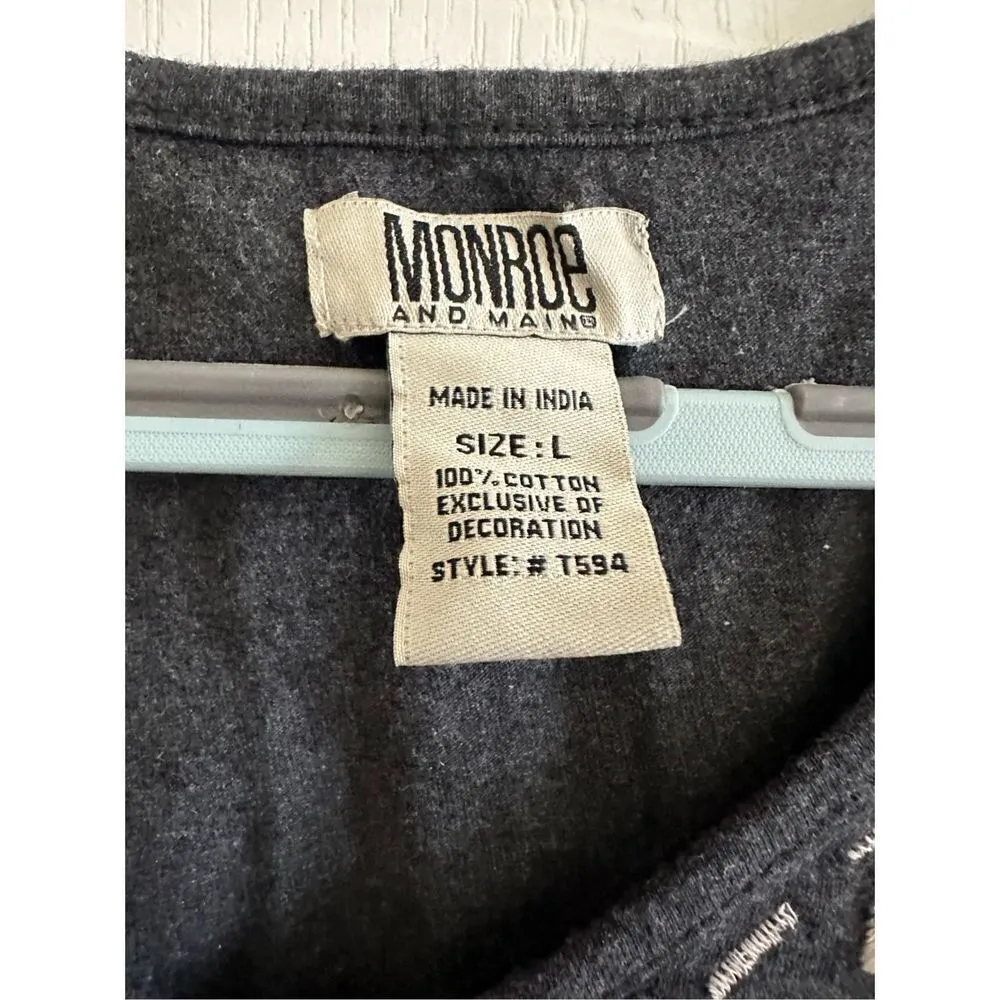 MONROE
AND MAIN
MADE IN INDIA
SIZE: L
100% COTTON
EXCLUSIVE OF
DECORATION
STYLE: # T594